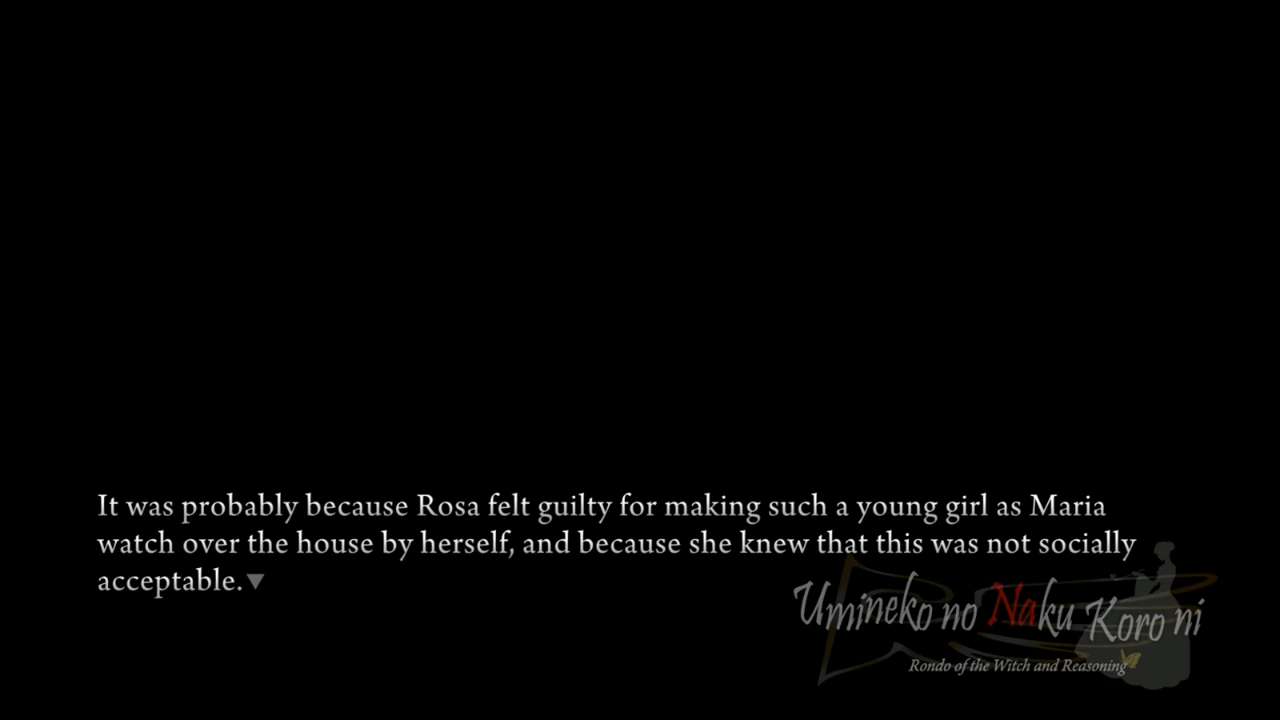 It was probably because Rosa felt guilty for making such a young girl as Maria
watch over the house by herself, and because she knew that this was not socially
acceptable.
Umineko no Naku Koro ni
Rondo of the Witch and Reasoning